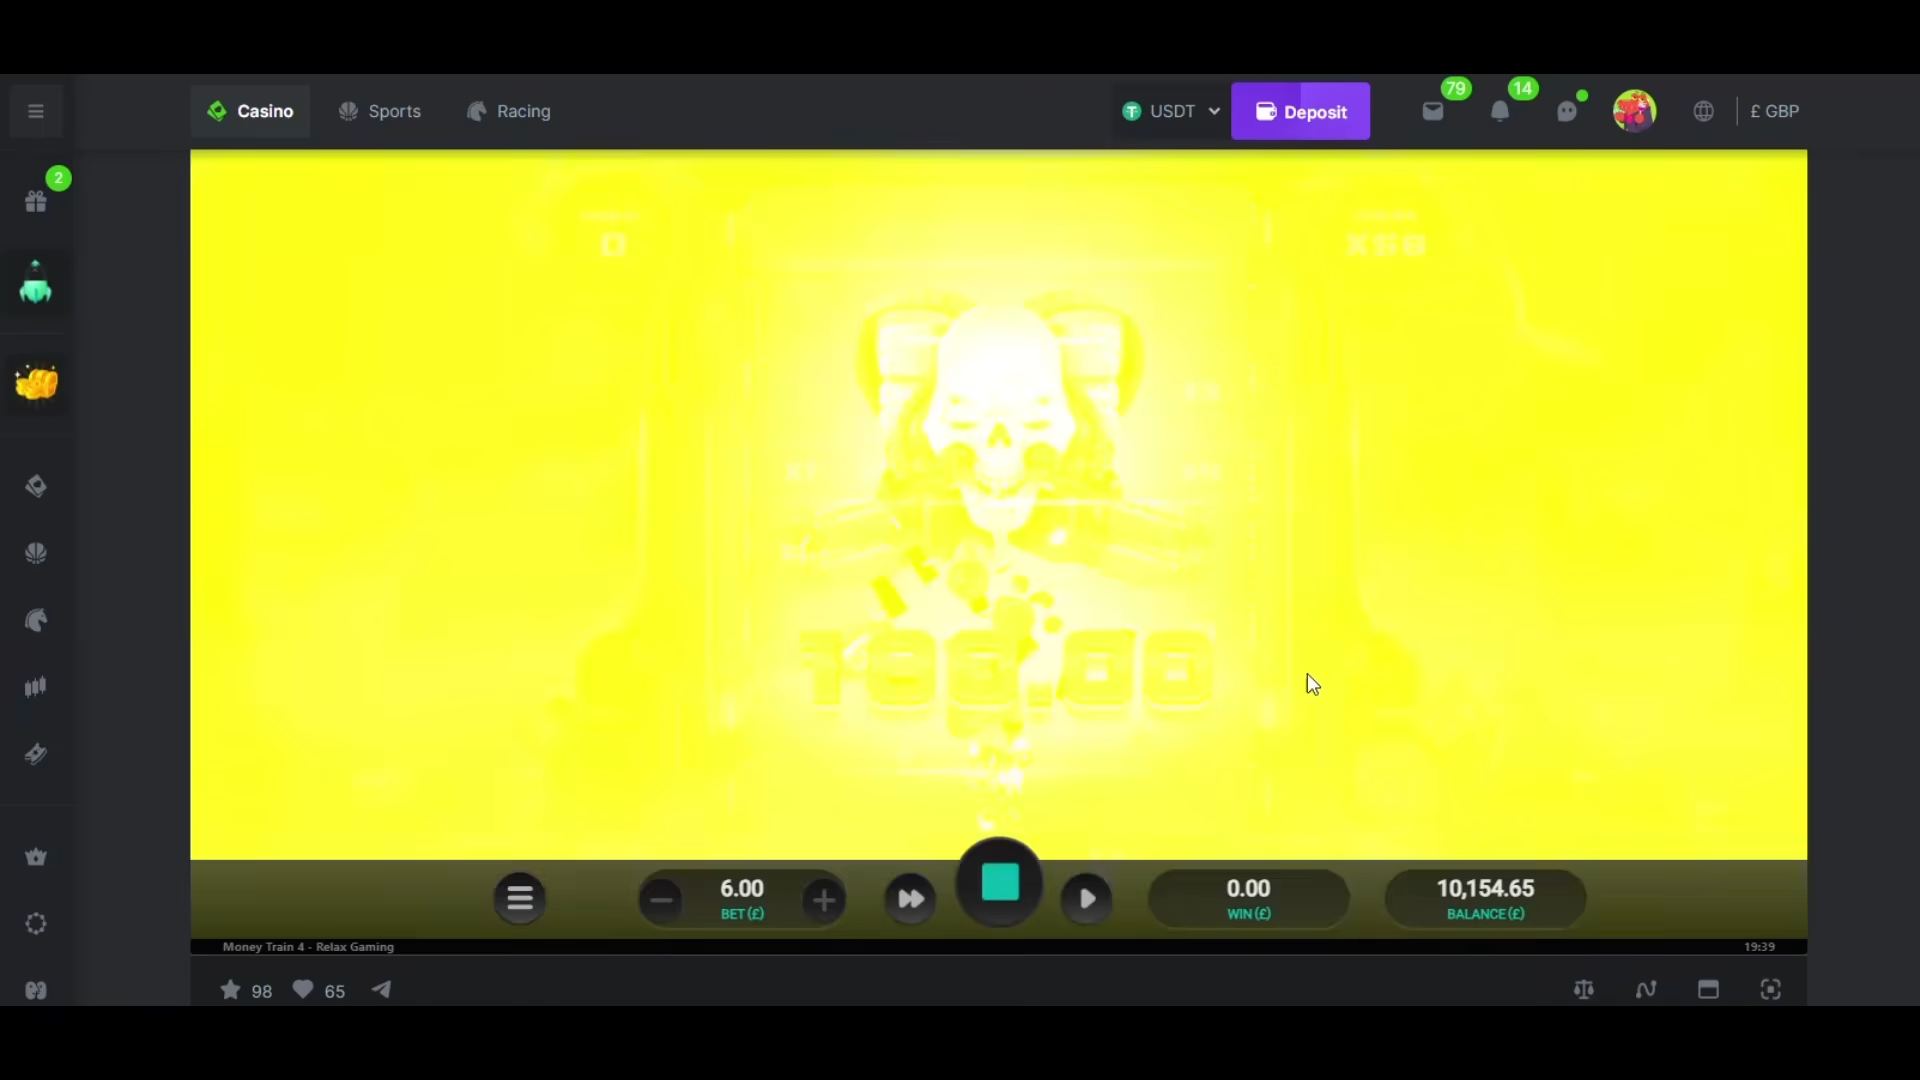 Casino Sports Racing USDT Deposit 79 14 £ GBP
2
0
6.00 0.00 10,154.65
BET (£) WIN (£) BALANCE (£)
Money Train 4 - Relax Gaming 19:39
98 65